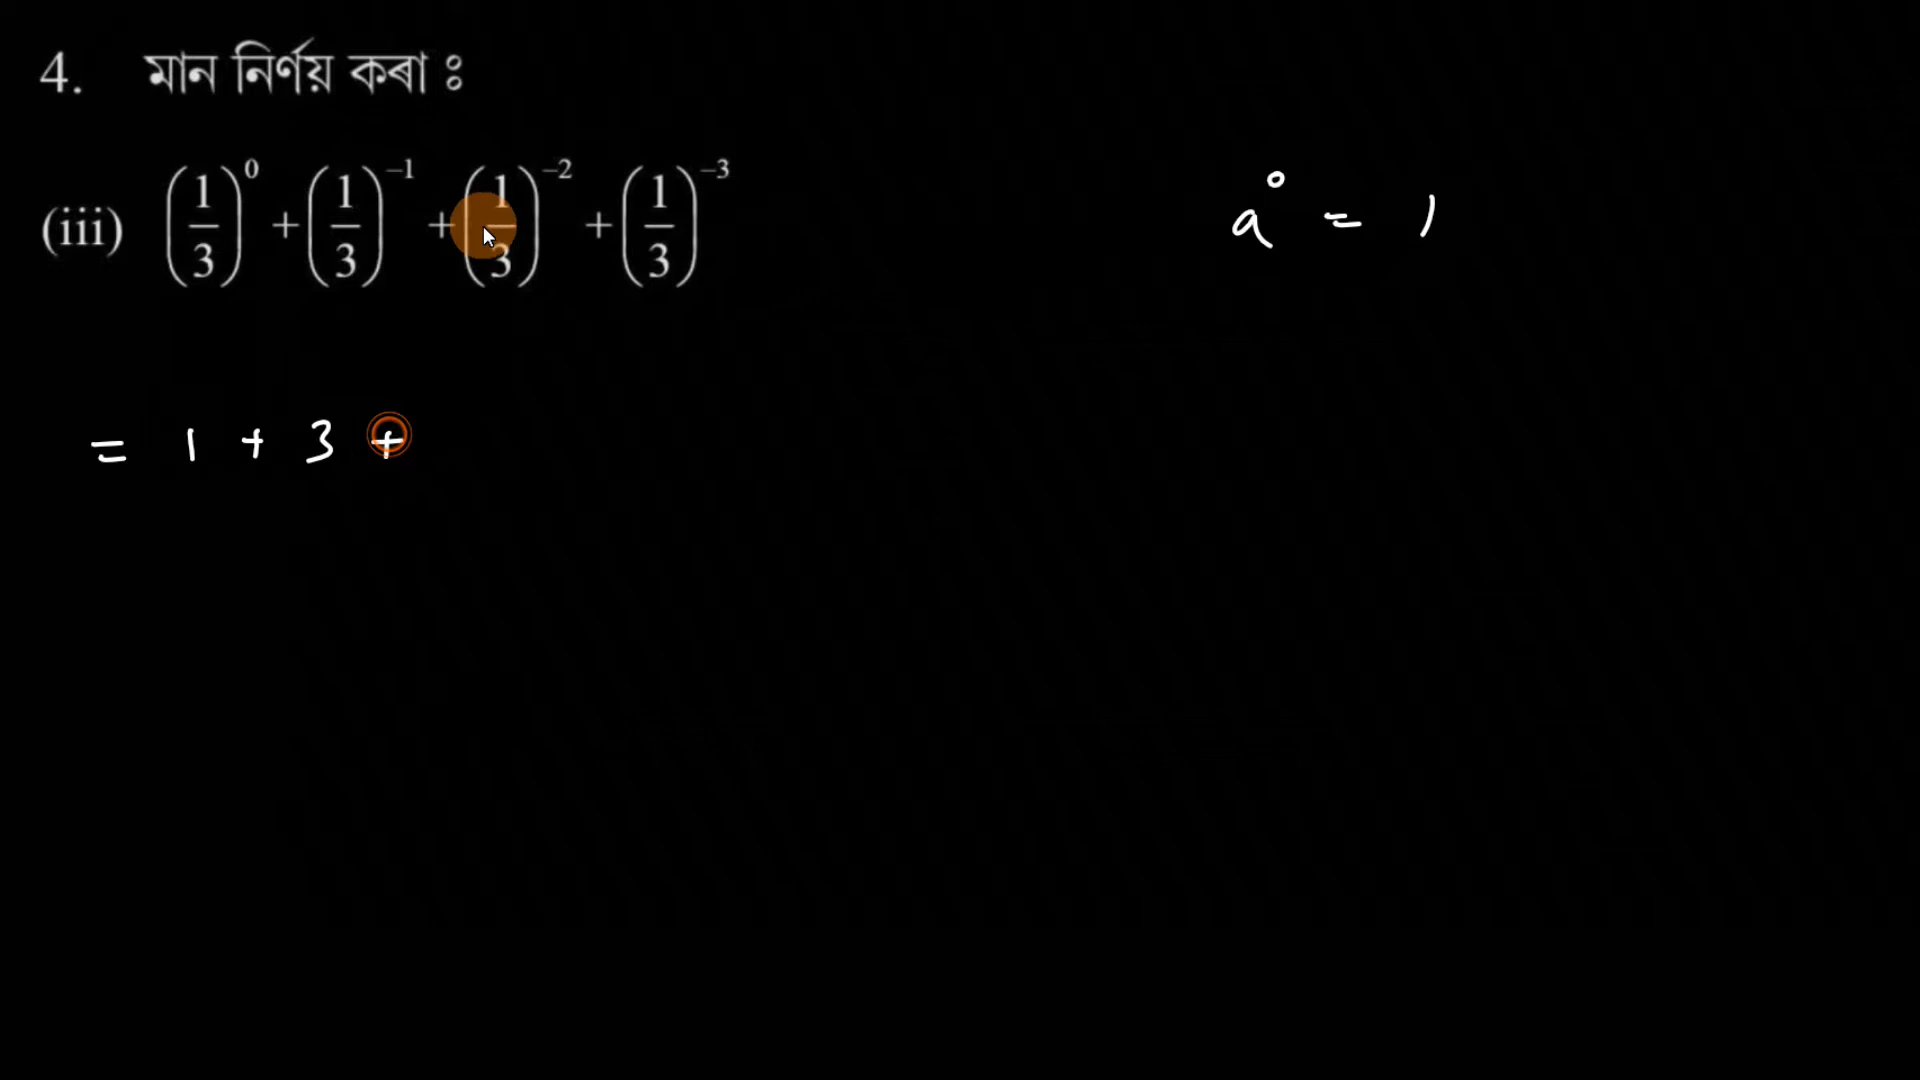 4. মান নিৰ্ণয় কৰা ঃ
(iii) (1/3)^0 + (1/3)^–1 + (1/3)^–2 + (1/3)^–3
a^0 = 1
= 1 + 3 +